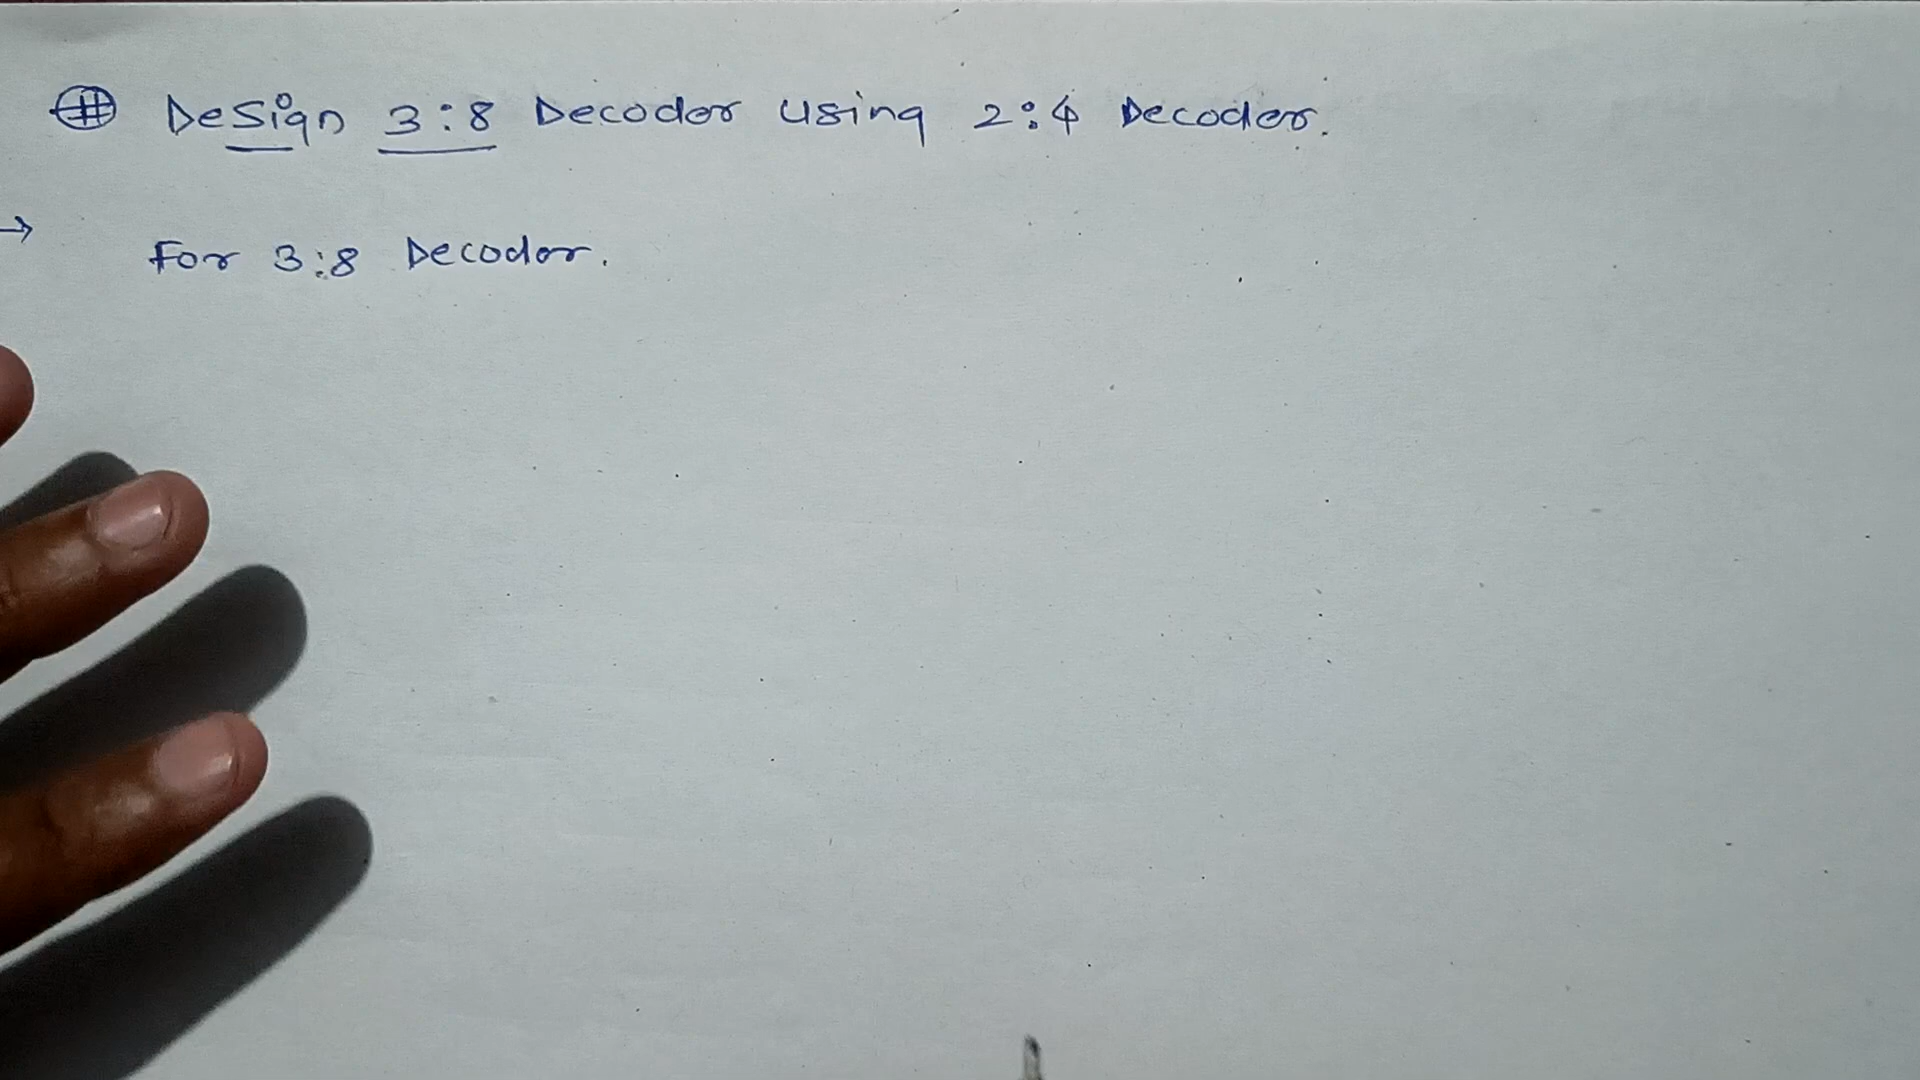 # Design 3:8 Decoder using 2:4 Decoder.
→ For 3:8 Decoder.